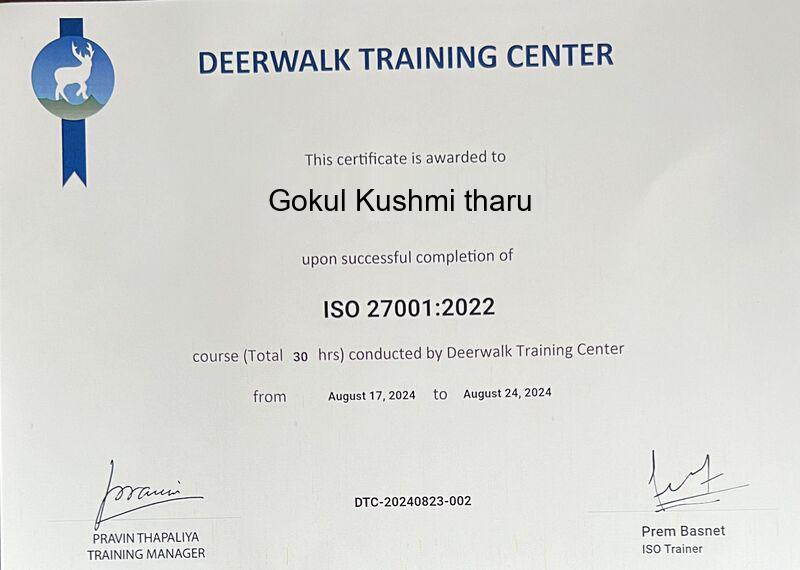 DEERWALK TRAINING CENTER
This certificate is awarded to
Gokul Kushmi tharu
upon successful completion of
ISO 27001:2022
course (Total 30 hrs) conducted by Deerwalk Training Center
from August 17, 2024 to August 24, 2024
DTC-20240823-002
PRAVIN THAPALIYA
TRAINING MANAGER
Prem Basnet
ISO Trainer